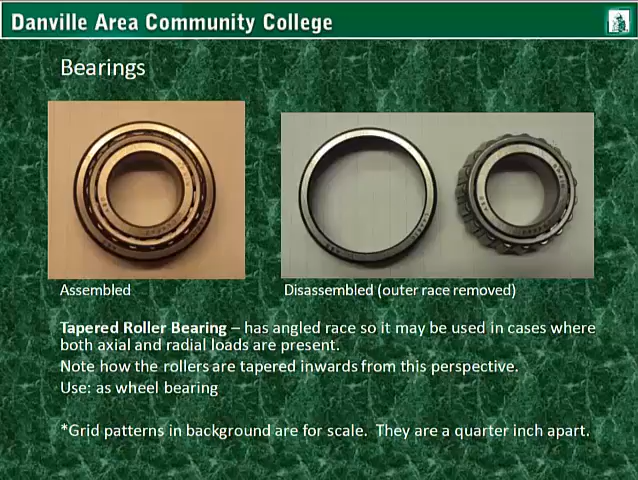 Danville Area Community College
Bearings
Assembled
Disassembled (outer race removed)
Tapered Roller Bearing – has angled race so it may be used in cases where
both axial and radial loads are present.
Note how the rollers are tapered inwards from this perspective.
Use: as wheel bearing
*Grid patterns in background are for scale.  They are a quarter inch apart.